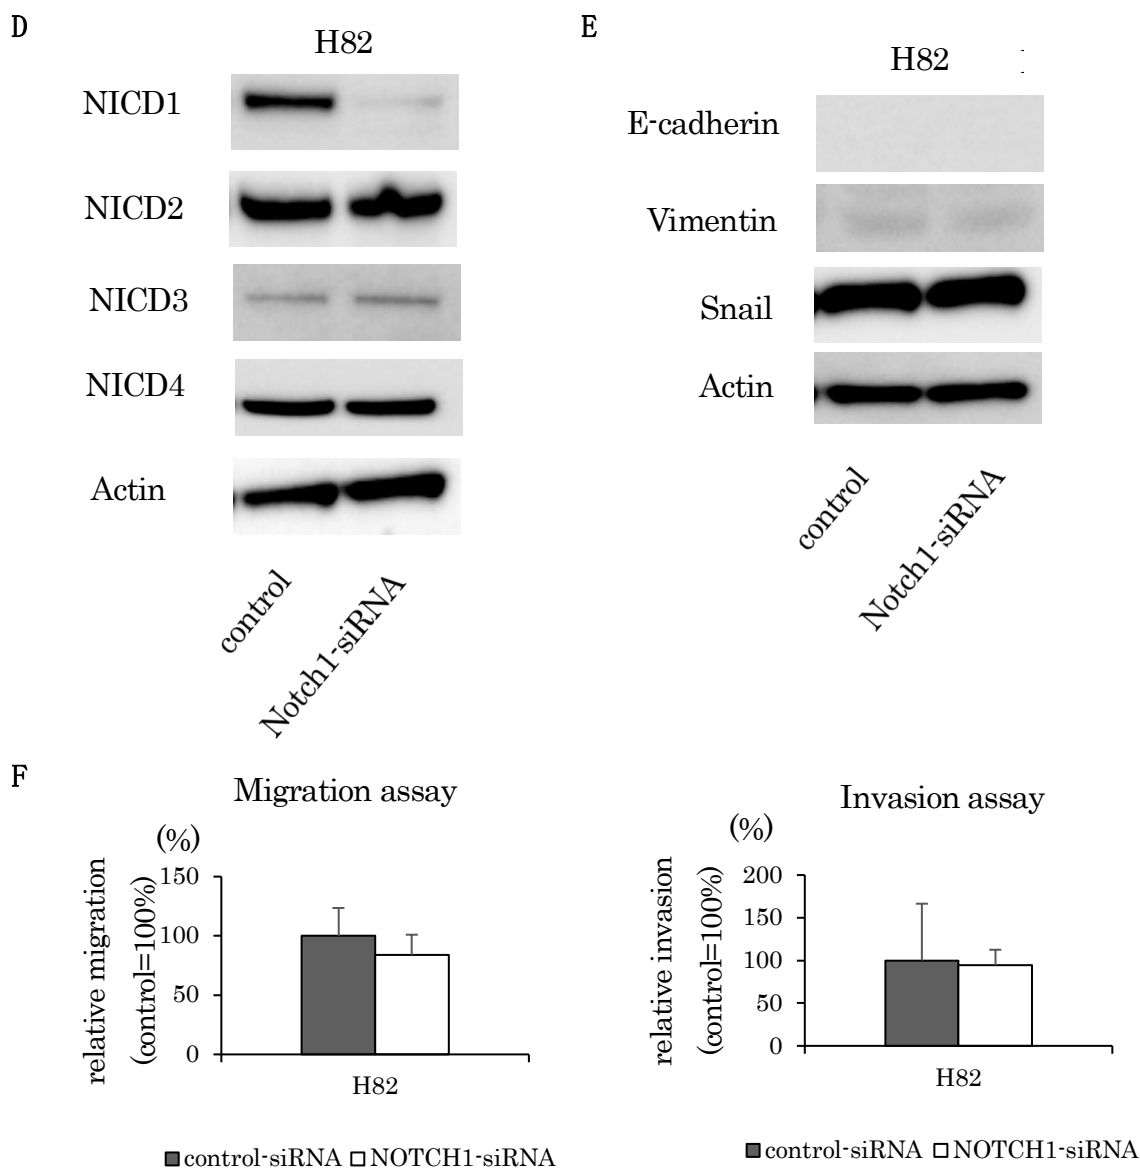 D
H82
NICD1
NICD2
NICD3
NICD4
Actin
control
Notch1-siRNA
E
H82
E-cadherin
Vimentin
Snail
Actin
control
Notch1-siRNA
F
Migration assay
(%)
relative migration
(control=100%)
150
100
50
0
H82
control-siRNA NOTCH1-siRNA
Invasion assay
(%)
relative invasion
(control=100%)
200
150
100
50
0
H82
control-siRNA NOTCH1-siRNA